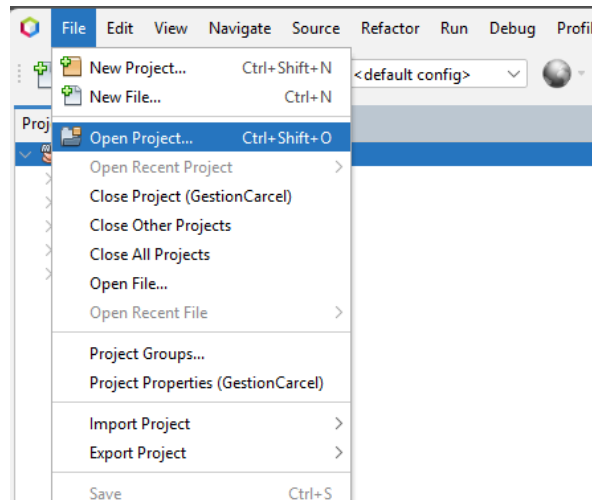 File Edit View Navigate Source Refactor Run Debug Profi
New Project... Ctrl+Shift+N
<default config>
New File... Ctrl+N
Proj
Open Project... Ctrl+Shift+O
Open Recent Project
Close Project (GestionCarcel)
Close Other Projects
Close All Projects
Open File...
Open Recent File
Project Groups...
Project Properties (GestionCarcel)
Import Project
Export Project
Save Ctrl+S